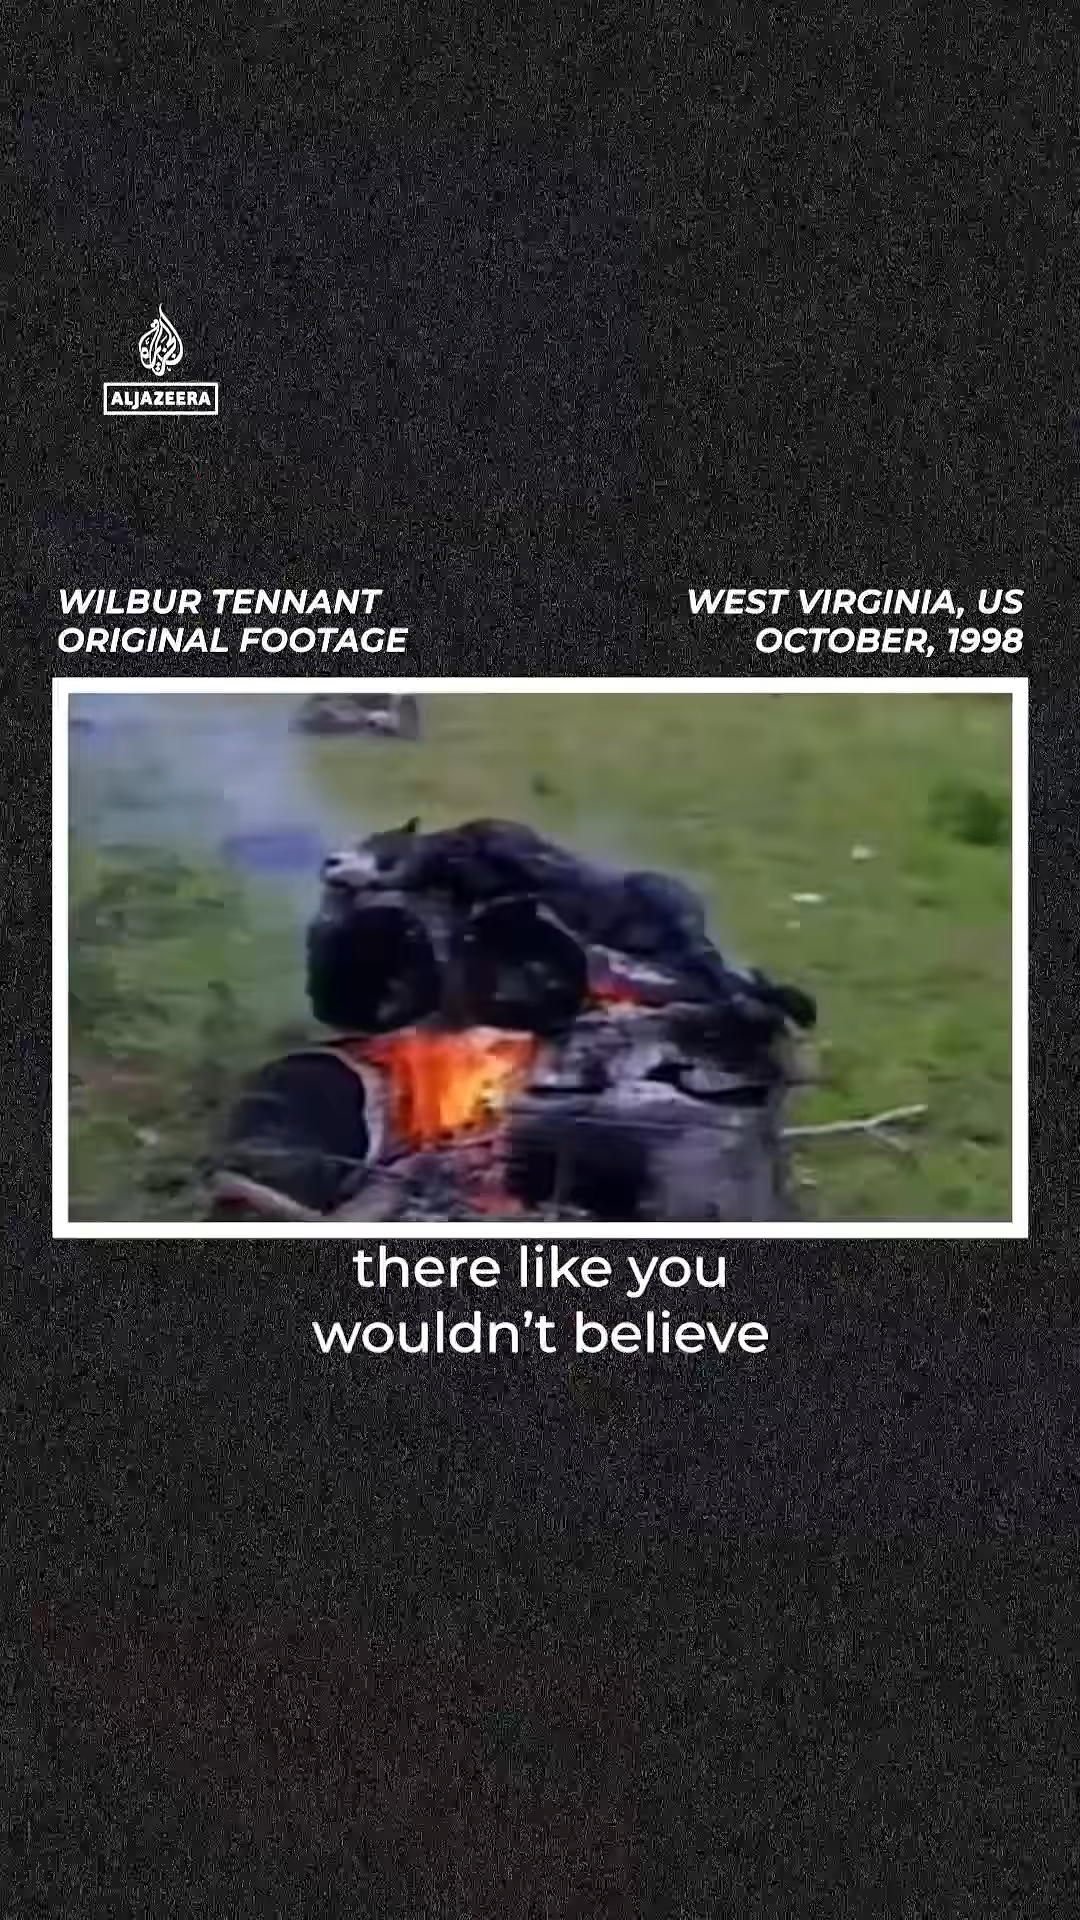 ALJAZEERA
WILBUR TENNANT
ORIGINAL FOOTAGE
WEST VIRGINIA, US
OCTOBER, 1998
there like you
wouldn’t believe